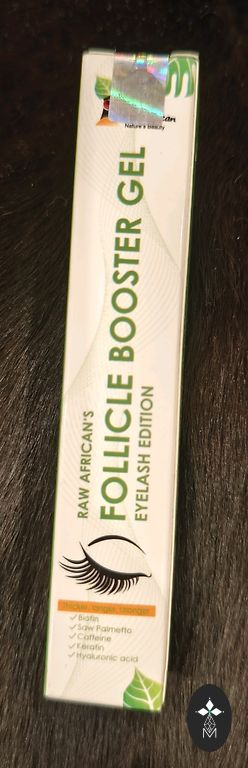 Nature's Beauty
RAW AFRICAN'S
FOLLICLE BOOSTER GEL
EYELASH EDITION
Thicker, longer, stronger
✓ Biotin
✓ Saw Palmetto
✓ Caffeine
✓ Keratin
✓ Hyaluronic acid
M